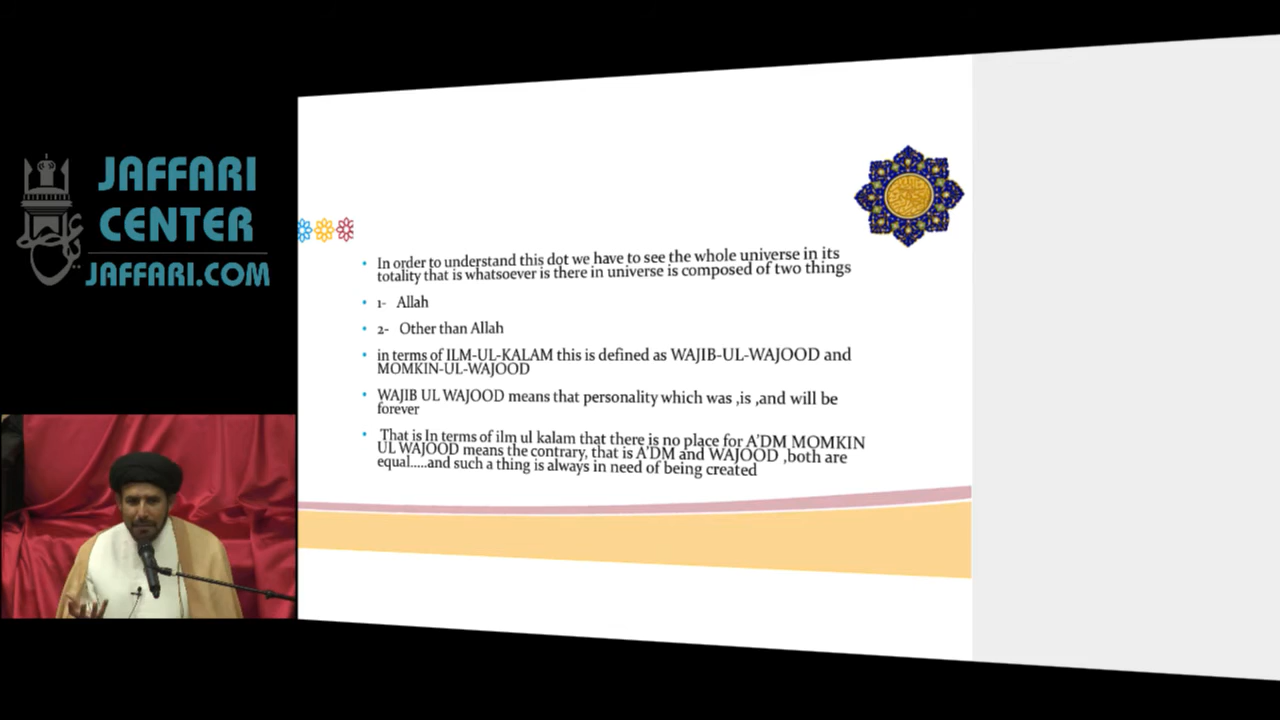 JAFFARI
CENTER
JAFFARI.COM
In order to understand this dot we have to see the whole universe in its
totality that is whatsoever is there in universe is composed of two things
1- Allah
2- Other than Allah
in terms of ILM-UL-KALAM this is defined as WAJIB-UL-WAJOOD and
MOMKIN-UL-WAJOOD
WAJIB UL WAJOOD means that personality which was ,is ,and will be
forever
That is In terms of ilm ul kalam that there is no place for A'DM MOMKIN
UL WAJOOD means the contrary, that is A'DM and WAJOOD ,both are
equal.....and such a thing is always in need of being created